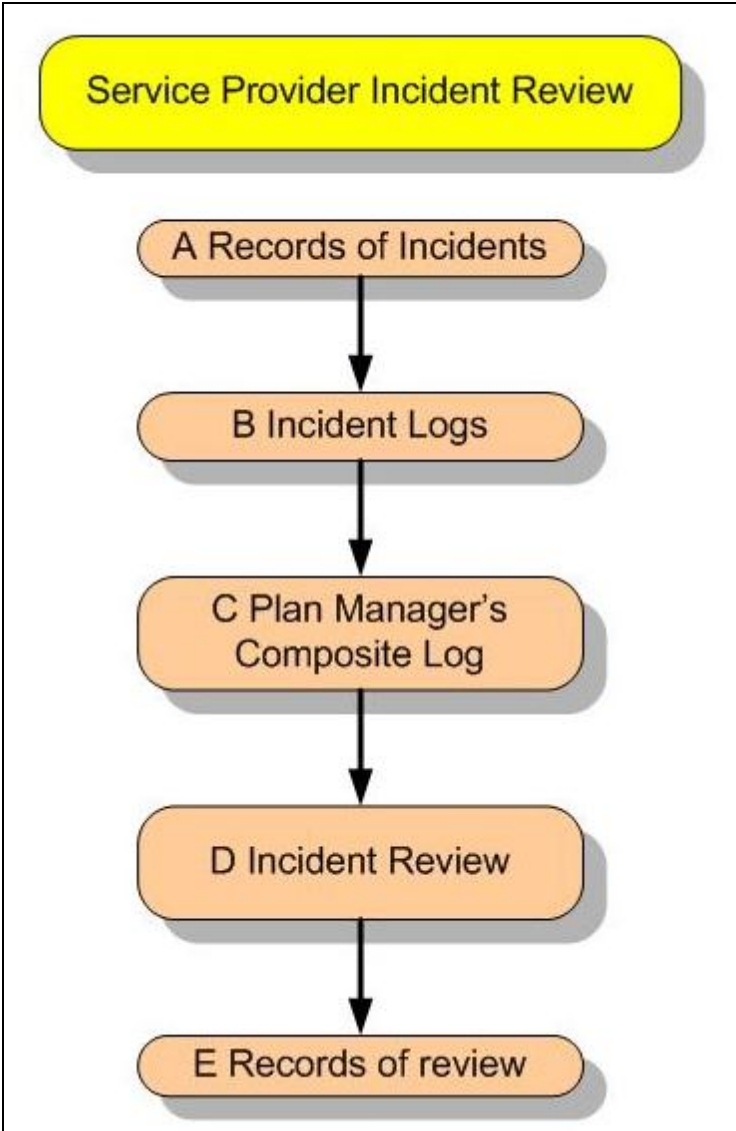 Service Provider Incident Review
A Records of Incidents
B Incident Logs
C Plan Manager’s
Composite Log
D Incident Review
E Records of review